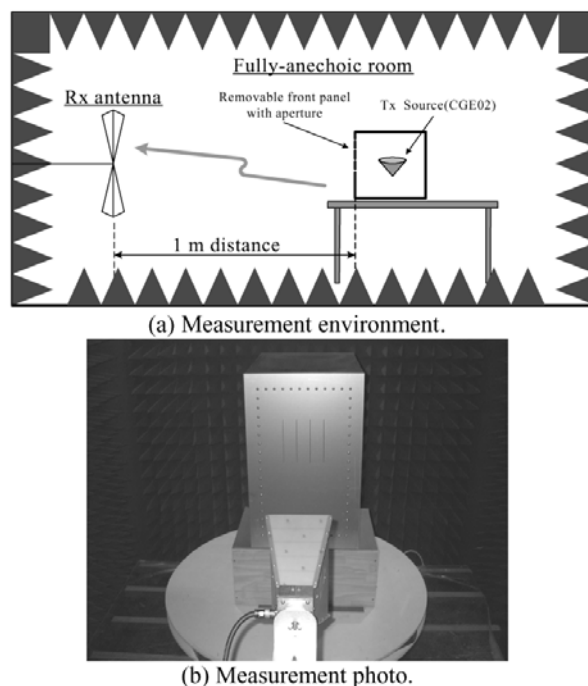 Fully-anechoic room
Rx antenna
Removable front panel
with aperture
Tx Source(CGE02)
1 m distance
(a) Measurement environment.
(b) Measurement photo.